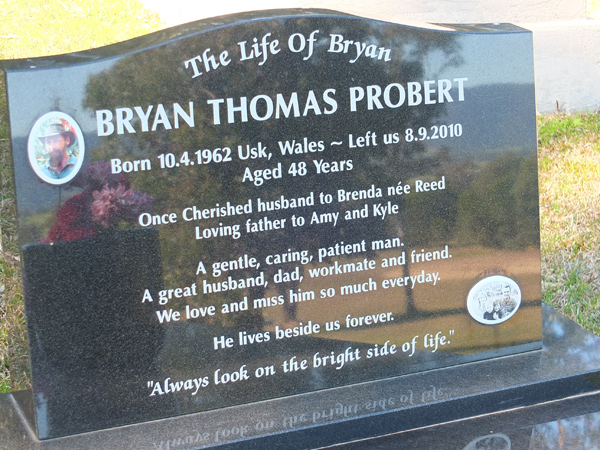 The Life Of Bryan
BRYAN THOMAS PROBERT
Born 10.4.1962 Usk, Wales ~ Left us 8.9.2010
Aged 48 Years
Once Cherished husband to Brenda née Reed
Loving father to Amy and Kyle
A gentle, caring, patient man.
A great husband, dad, workmate and friend.
We love and miss him so much everyday.
He lives beside us forever.
"Always look on the bright side of life."